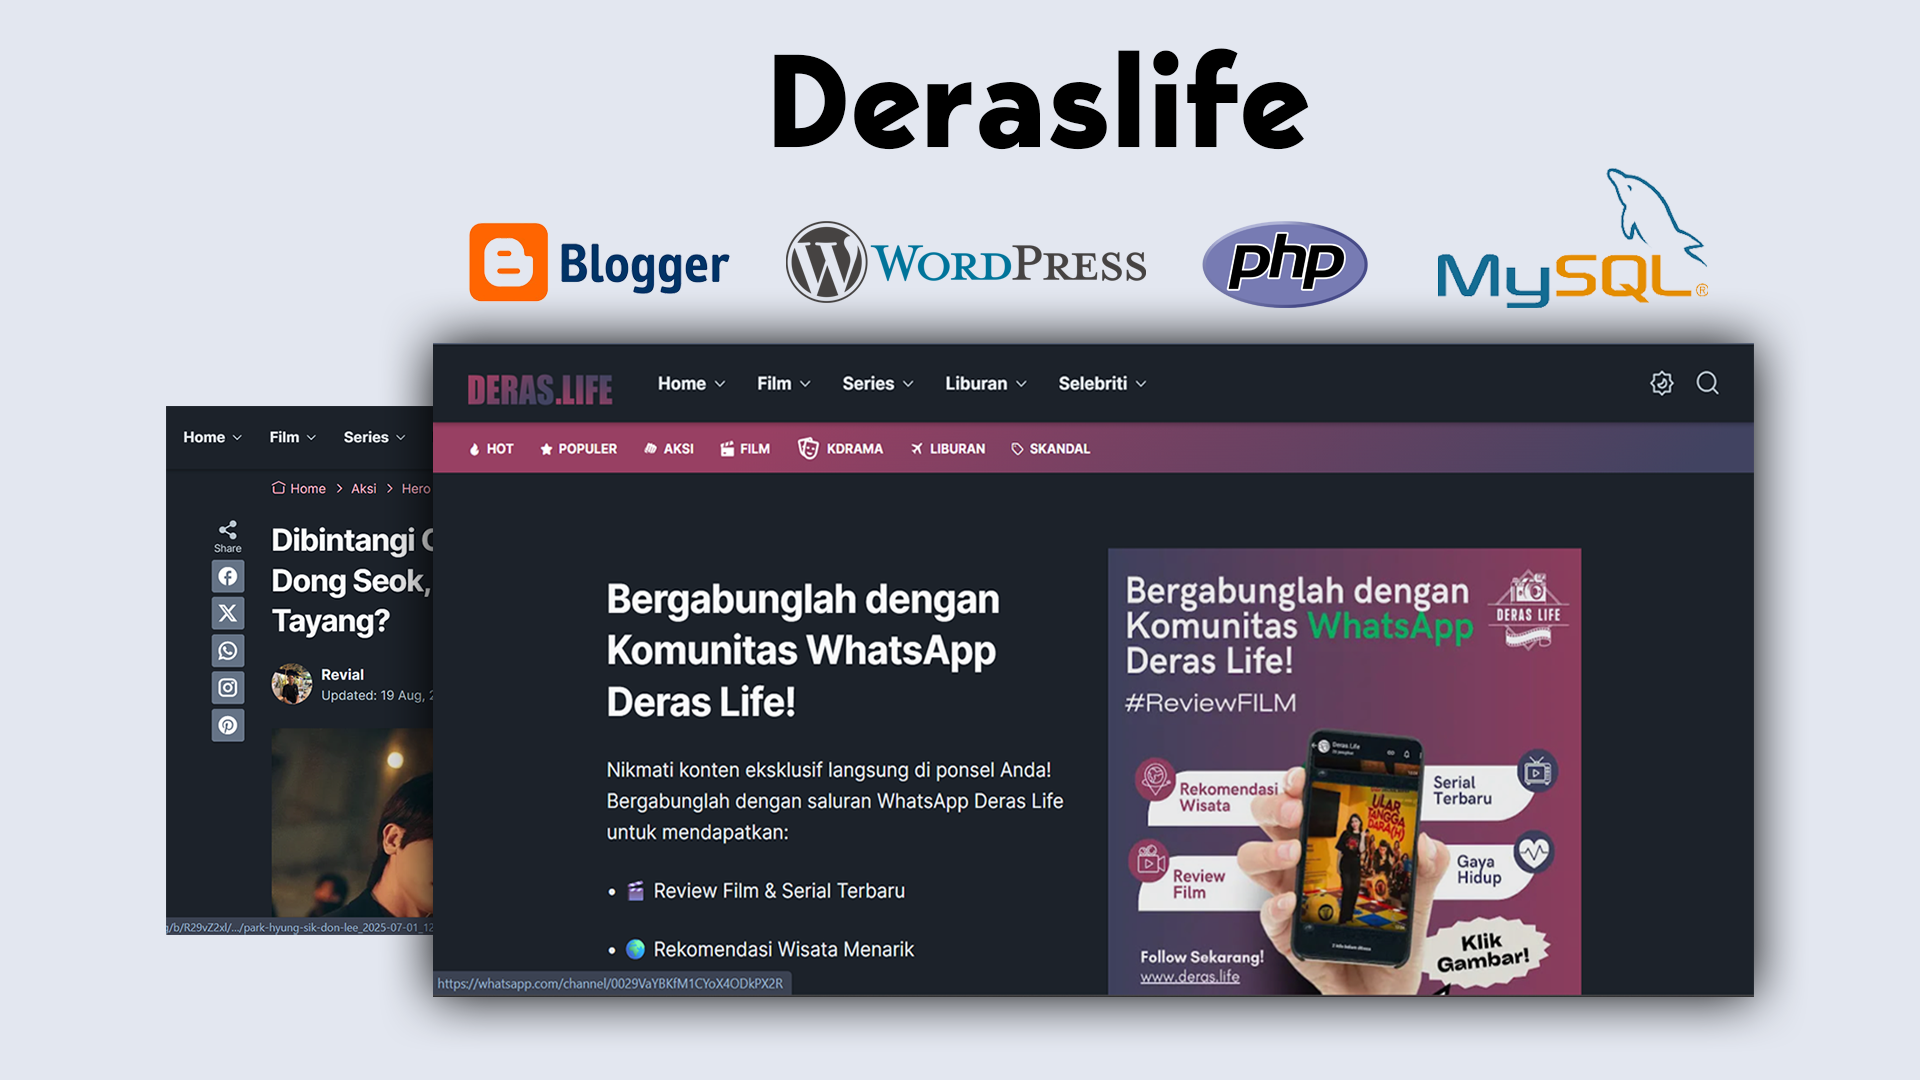 Deraslife
Blogger
WORDPRESS
php
MySQL®
DERAS.LIFE
Home
Film
Series
Liburan
Selebriti
HOT
POPULER
AKSI
FILM
KDRAMA
LIBURAN
SKANDAL
Bergabunglah dengan
Komunitas WhatsApp
Deras Life!
Nikmati konten eksklusif langsung di ponsel Anda!
Bergabunglah dengan saluran WhatsApp Deras Life
untuk mendapatkan:
• Review Film & Serial Terbaru
• Rekomendasi Wisata Menarik
https://whatsapp.com/channel/0029VaYBKfM1CYoX4ODkPX2R
Bergabunglah dengan
Komunitas WhatsApp
Deras Life!
#ReviewFILM
DERAS LIFE
Rekomendasi
Wisata
Serial
Terbaru
Review
Film
Gaya
Hidup
Deras Life
ULAR
TANGGA
DARA(H)
Klik
Gambar!
Follow Sekarang!
www.deras.life
Home
Film
Series
Home > Aksi > Hero
Share
Dibintangi
Dong Seok,
Tayang?
Revial
Updated: 19 Aug,
g/b/R29vZ2xl/.../park-hyung-sik-don-lee_2025-07-01_12